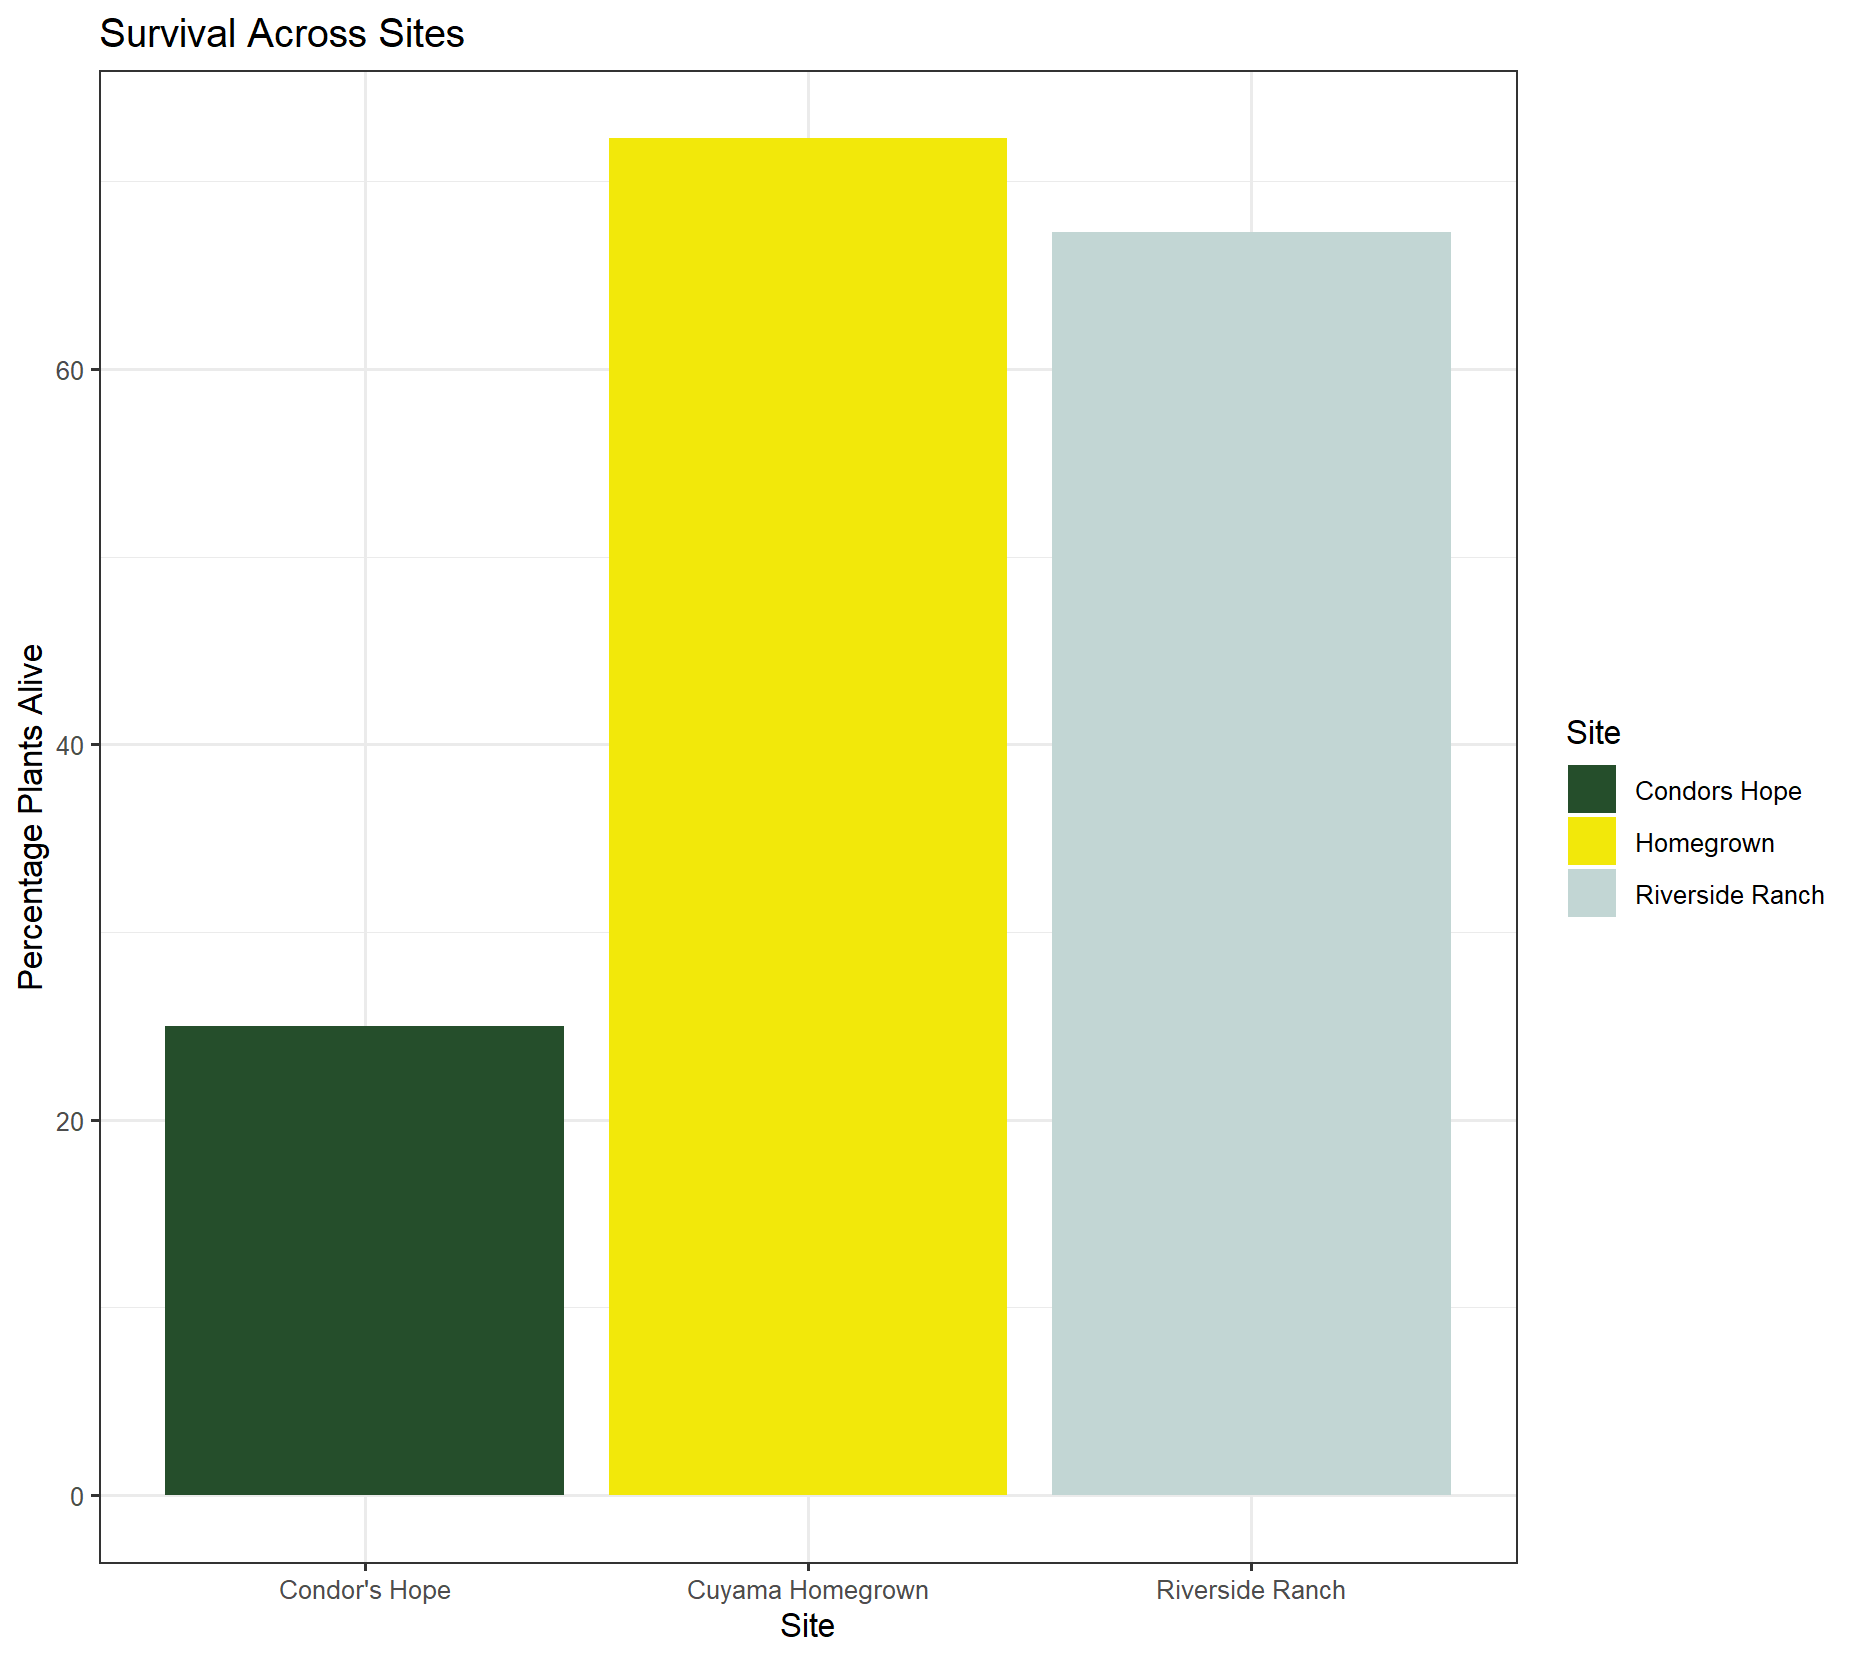 Survival Across Sites
Percentage Plants Alive
60
40
20
0
Condor's Hope
Cuyama Homegrown
Riverside Ranch
Site
Site
Condors Hope
Homegrown
Riverside Ranch